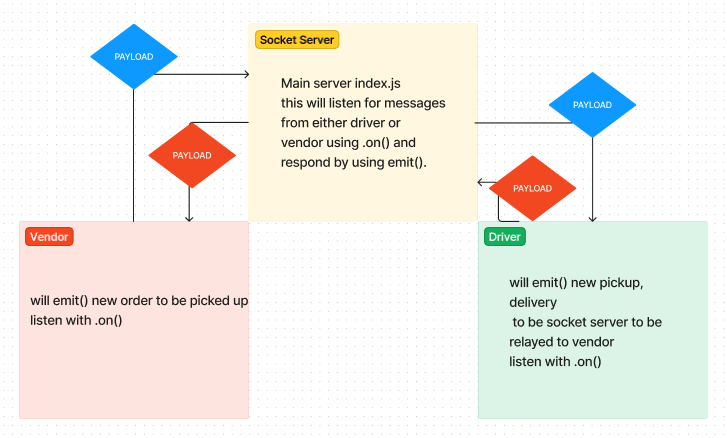 PAYLOAD
Socket Server
Main server index.js
this will listen for messages
from either driver or
vendor using .on() and
respond by using emit().
PAYLOAD
PAYLOAD
PAYLOAD
Vendor
will emit() new order to be picked up
listen with .on()
Driver
will emit() new pickup,
delivery
to be socket server to be
relayed to vendor
listen with .on()